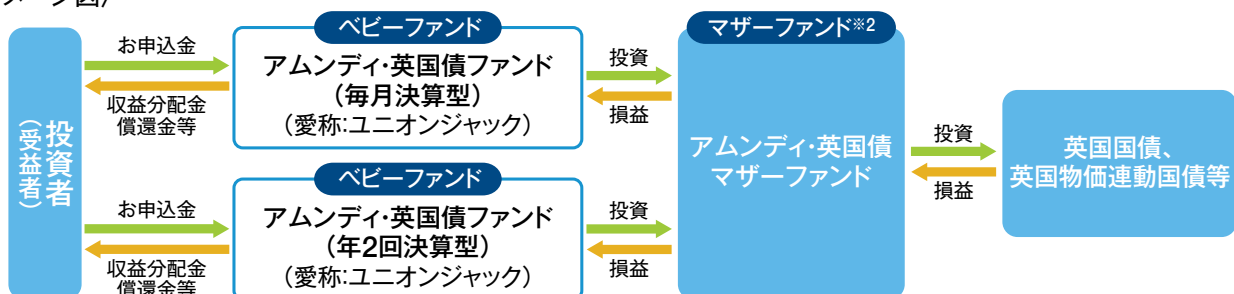 ベビーファンド
マザーファンド※2
お申込金
アムンディ・英国債ファンド
(毎月決算型)
(愛称:ユニオンジャック)
収益分配金
償還金等
投資
損益
投資者
(受益者)
アムンディ・英国債
マザーファンド
投資
損益
英国国債、
英国物価連動国債等
ベビーファンド
お申込金
アムンディ・英国債ファンド
(年2回決算型)
(愛称:ユニオンジャック)
収益分配金
償還金等
投資
損益